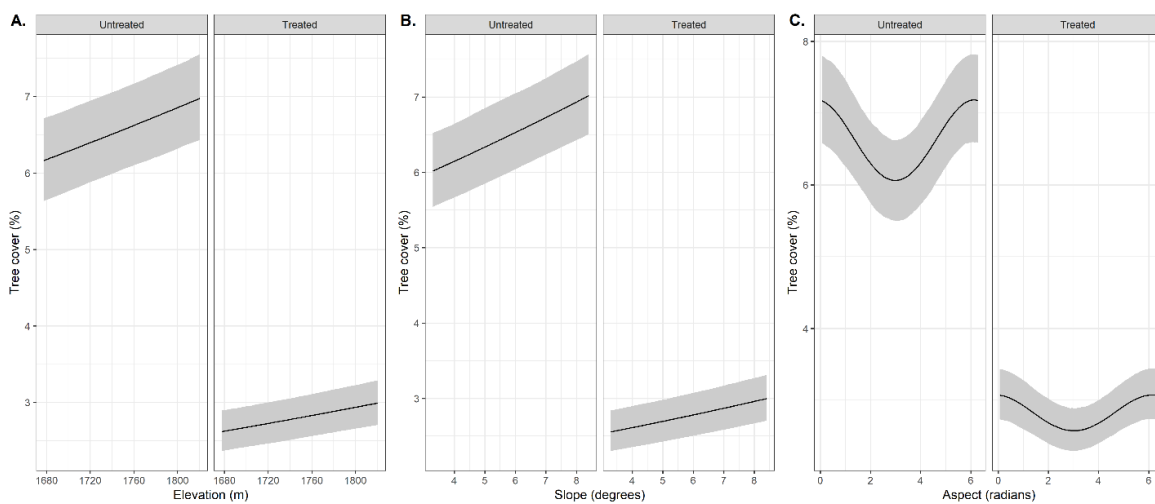 A.
Untreated
Treated
Tree cover (%)
7
6
5
4
3
1680 1720 1760 1800 1680 1720 1760 1800
Elevation (m)
B.
Untreated
Treated
Tree cover (%)
7
6
5
4
3
3 4 5 6 7 8 3 4 5 6 7 8
Slope (degrees)
C.
Untreated
Treated
Tree cover (%)
8
6
4
0 2 4 6 0 2 4 6
Aspect (radians)